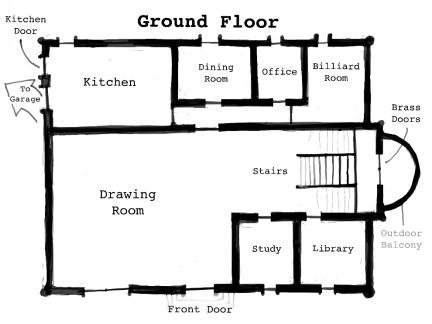 Ground Floor
Kitchen
Door
Kitchen
Dining
Room
Office
Billiard
Room
To
Garage
Brass
Doors
Stairs
Drawing
Room
Outdoor
Balcony
Study
Library
Front Door